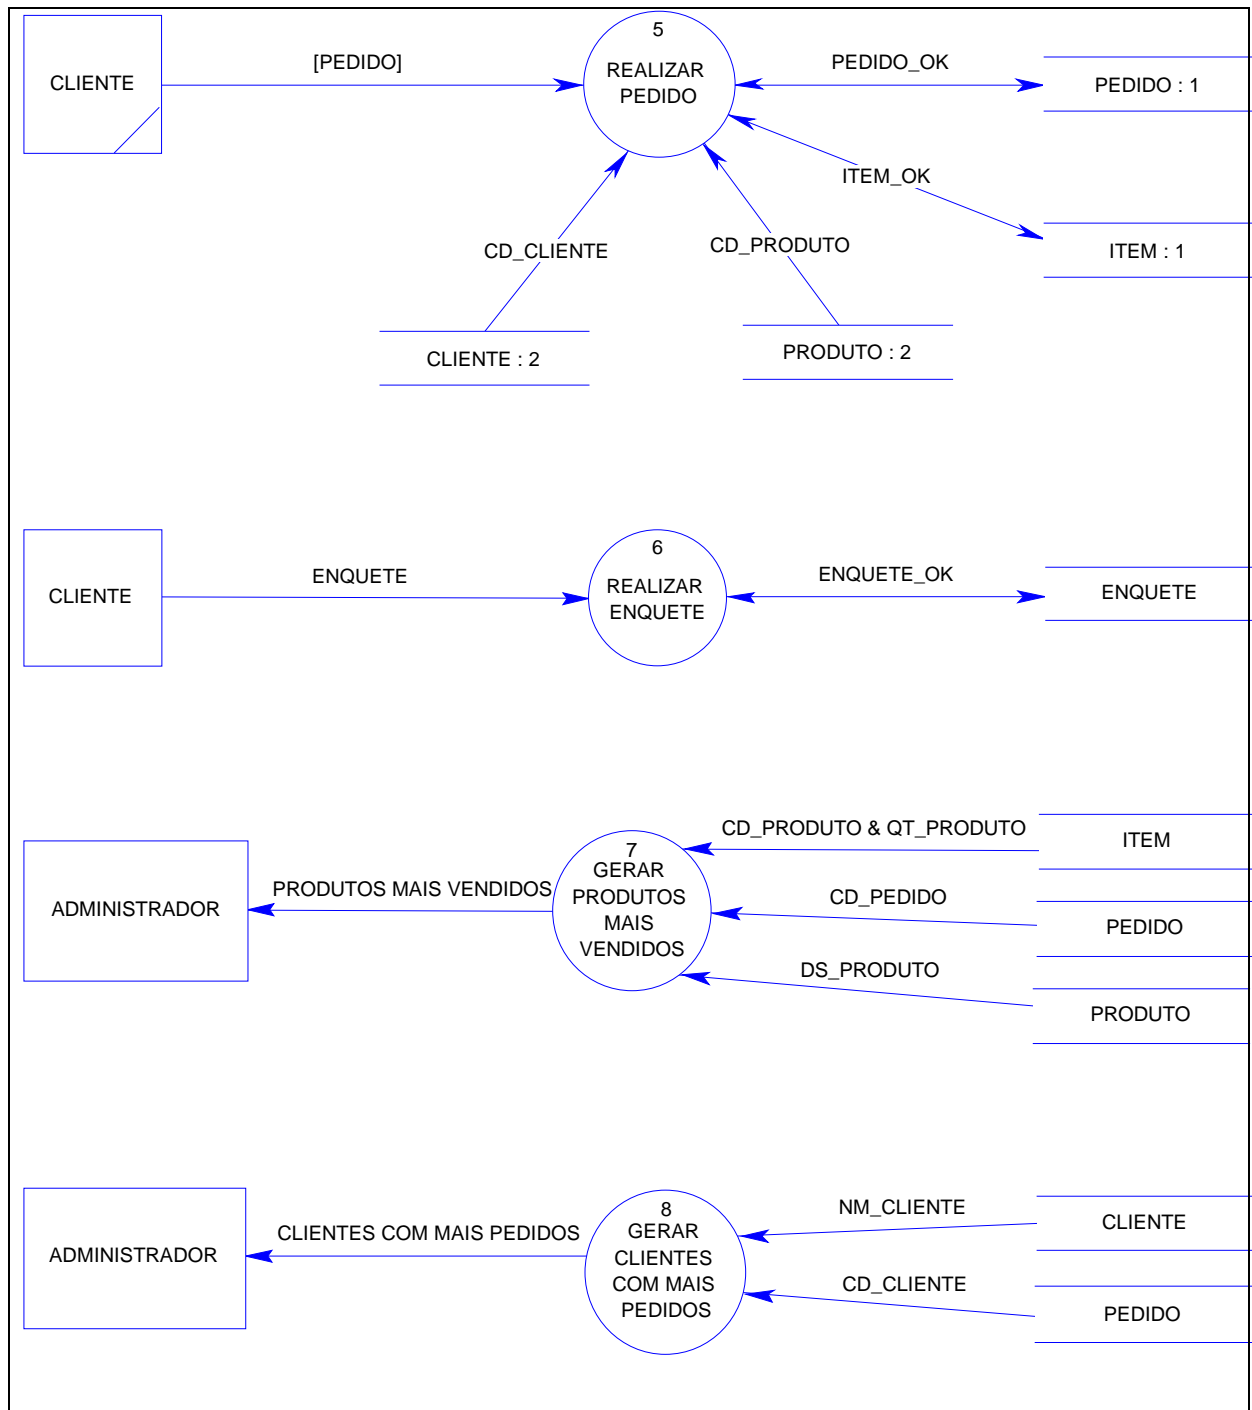 CLIENTE
[PEDIDO]
5
REALIZAR
PEDIDO
PEDIDO_OK
PEDIDO : 1
ITEM_OK
ITEM : 1
CD_CLIENTE
CD_PRODUTO
CLIENTE : 2
PRODUTO : 2
CLIENTE
ENQUETE
6
REALIZAR
ENQUETE
ENQUETE_OK
ENQUETE
ADMINISTRADOR
PRODUTOS MAIS VENDIDOS
7
GERAR
PRODUTOS
MAIS
VENDIDOS
CD_PRODUTO & QT_PRODUTO
ITEM
CD_PEDIDO
PEDIDO
DS_PRODUTO
PRODUTO
ADMINISTRADOR
CLIENTES COM MAIS PEDIDOS
8
GERAR
CLIENTES
COM MAIS
PEDIDOS
NM_CLIENTE
CLIENTE
CD_CLIENTE
PEDIDO